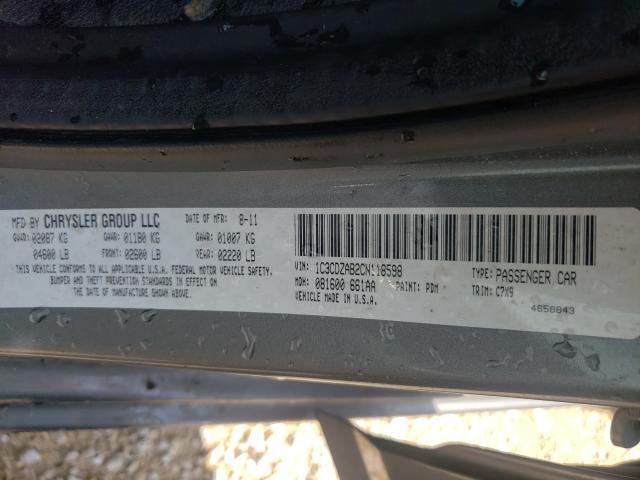 MFD BY CHRYSLER GROUP LLC DATE OF MFR: 8-11
GVWR: 02087 KG GAWR 01180 KG GAWR 01007 KG
04600 LB FRONT: 02600 LB REAR: 02220 LB
THIS VEHICLE CONFORMS TO ALL APPLICABLE U.S.A. FEDERAL MOTOR VEHICLE SAFETY,
BUMPER AND THEFT PREVENTION STANDARDS IN EFFECT ON
THE DATE OF MANUFACTURE SHOWN ABOVE.
VIN: 1C3CDZAB2CN118598 TYPE: PASSENGER CAR
MDH: 081600 661AA PAINT: PDM TRIM: C7X9
VEHICLE MADE IN U.S.A. 4658843